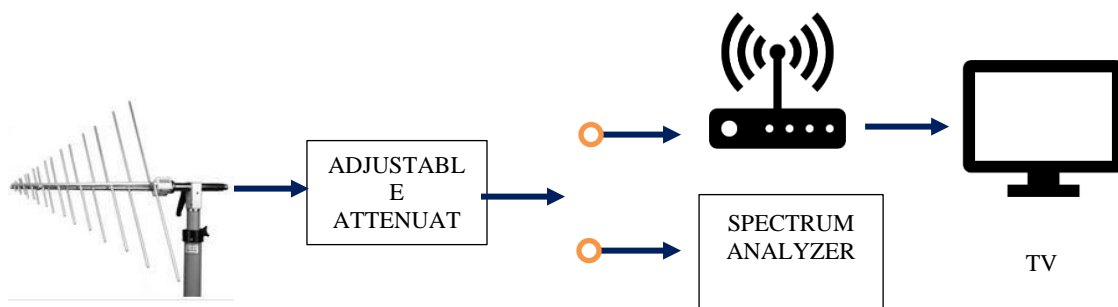 ADJUSTABL
E
ATTENUAT
SPECTRUM
ANALYZER
TV